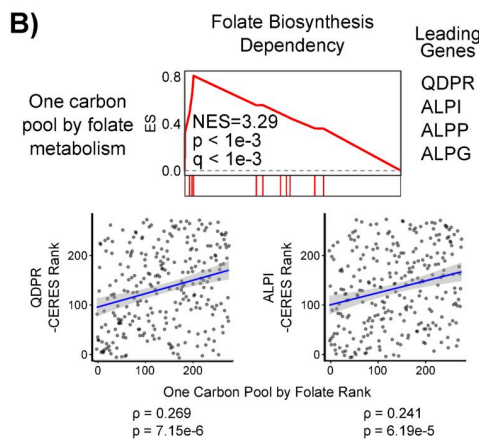 B)
Folate Biosynthesis
Dependency
Leading
Genes
One carbon
pool by folate
metabolism
ES
0.8
0.4
0.0
NES=3.29
p < 1e-3
q < 1e-3
QDPR
ALPI
ALPP
ALPG
QDPR
-CERES Rank
200
100
0
0
100
200
ALPI
-CERES Rank
200
100
0
0
100
200
One Carbon Pool by Folate Rank
ρ = 0.269
p = 7.15e-6
ρ = 0.241
p = 6.19e-5